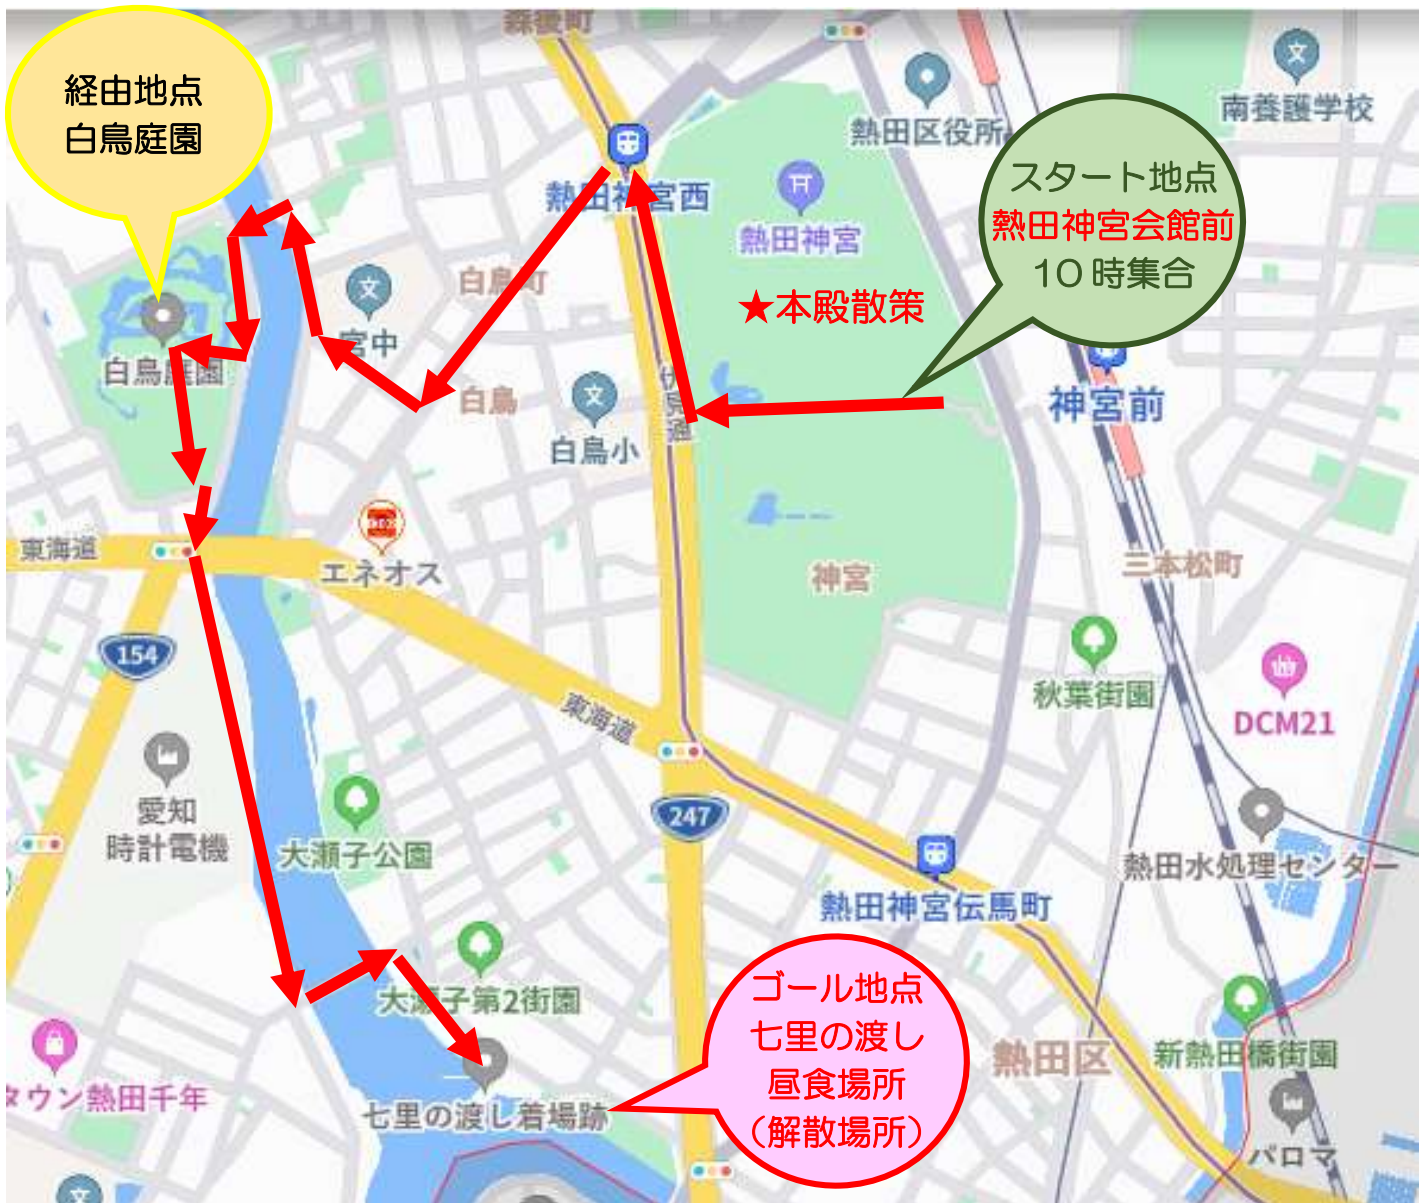 森後町
経由地点
白鳥庭園
南養護学校
熱田区役所
スタート地点
熱田神宮会館前
10時集合
熱田神宮西
熱田神宮
★本殿散策
白鳥町
宮中
白鳥庭園
白鳥
白鳥小
伏見通
神宮前
東海道
エネオス
神宮
三本松町
154
秋葉街園
DCM21
東海道
愛知
時計電機
大瀬子公園
247
熱田水処理センター
熱田神宮伝馬町
大瀬子第2街園
ゴール地点
七里の渡し
昼食場所
(解散場所)
熱田区
新熱田橋街園
タウン熱田千年
七里の渡し着場跡
パロマ